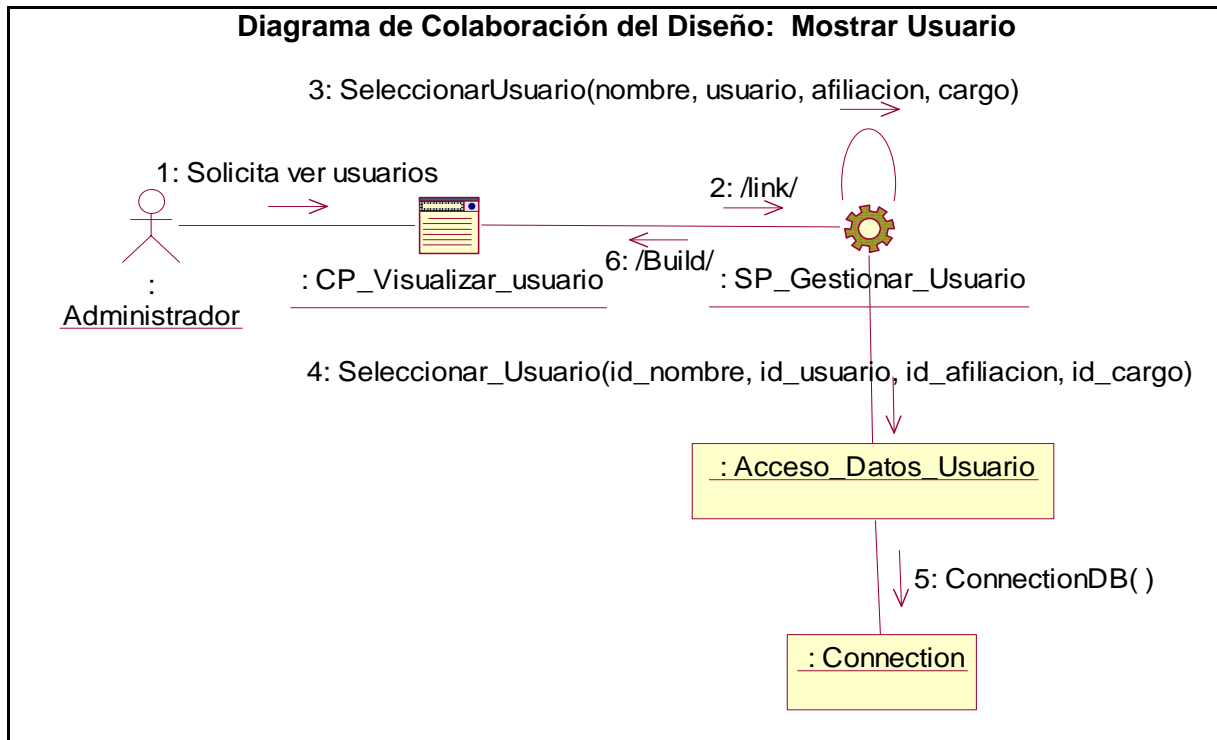 Diagrama de Colaboración del Diseño: Mostrar Usuario
3: SeleccionarUsuario(nombre, usuario, afiliacion, cargo)
1: Solicita ver usuarios
2: /link/
6: /Build/
: CP_Visualizar_usuario
: SP_Gestionar_Usuario
:
Administrador
4: Seleccionar_Usuario(id_nombre, id_usuario, id_afiliacion, id_cargo)
: Acceso_Datos_Usuario
5: ConnectionDB( )
: Connection